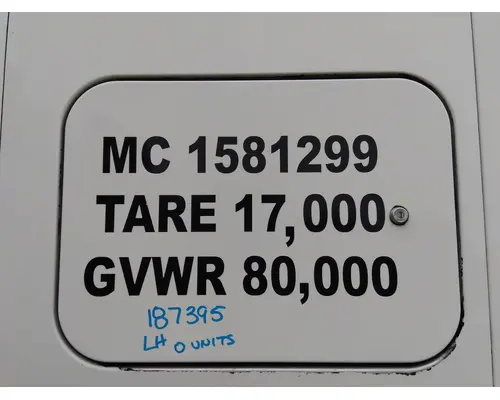 MC 1581299
TARE 17,000
GVWR 80,000
187395
LH 0 UNITS